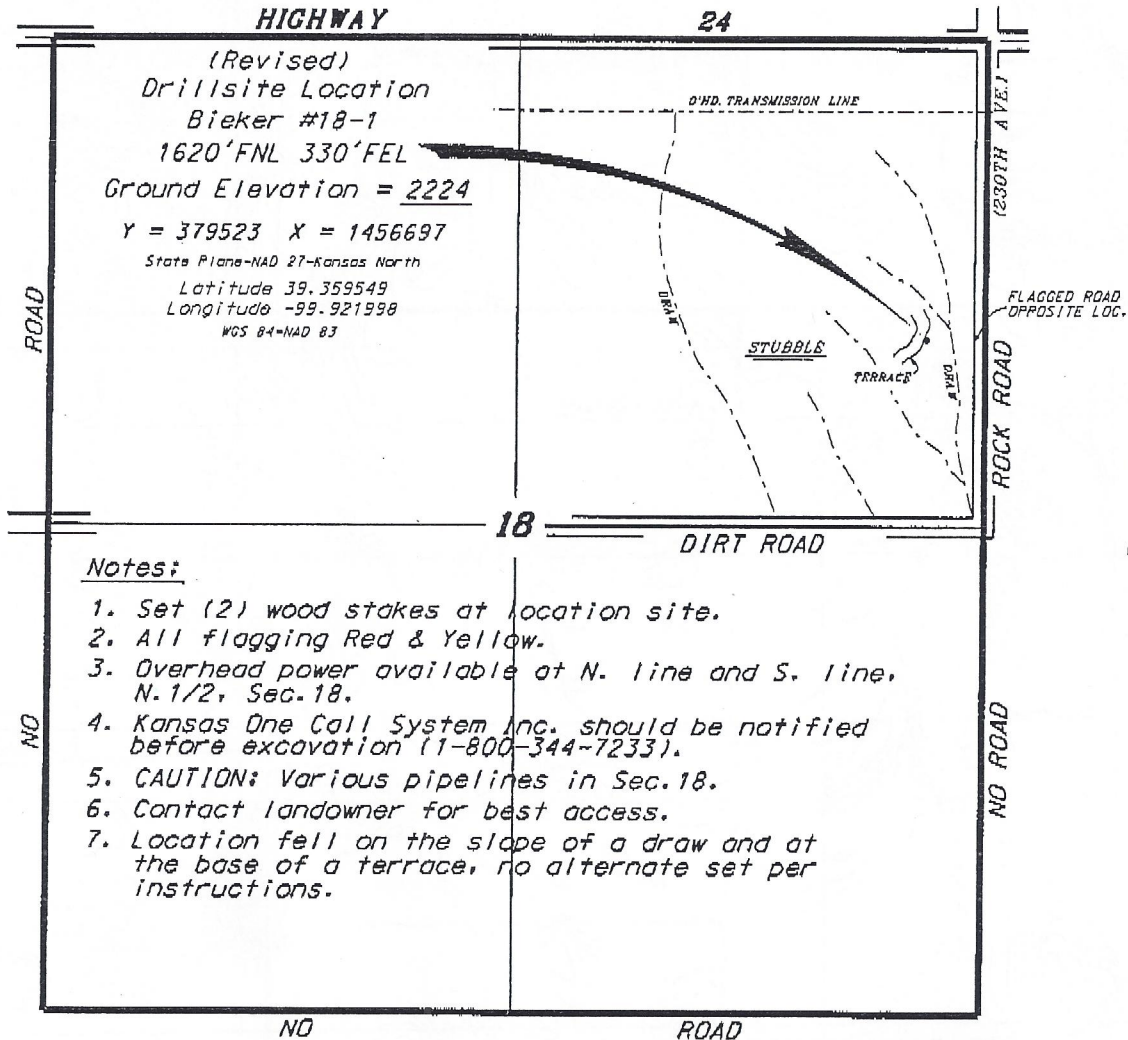 HIGHWAY 24
(Revised)
Drillsite Location
Bieker #18-1
1620'FNL 330'FEL
Ground Elevation = 2224
Y = 379523 X = 1456697
State Plane-NAD 27-Kansas North
Latitude 39.359549
Longitude -99.921998
WGS 84=NAD 83
O'HD. TRANSMISSION LINE
(230TH AVE.)
ROAD
DRAW
STUBBLE
TERRACE
DRAW
FLAGGED ROAD
OPPOSITE LOC.
ROCK ROAD
18
DIRT ROAD
Notes:
1. Set (2) wood stakes at location site.
2. All flagging Red & Yellow.
3. Overhead power available at N. line and S. line,
N.1/2, Sec.18.
4. Kansas One Call System Inc. should be notified
before excavation (1-800-344-7233).
5. CAUTION: Various pipelines in Sec.18.
6. Contact landowner for best access.
7. Location fell on the slope of a draw and at
the base of a terrace, no alternate set per
instructions.
NO
NO ROAD
NO ROAD